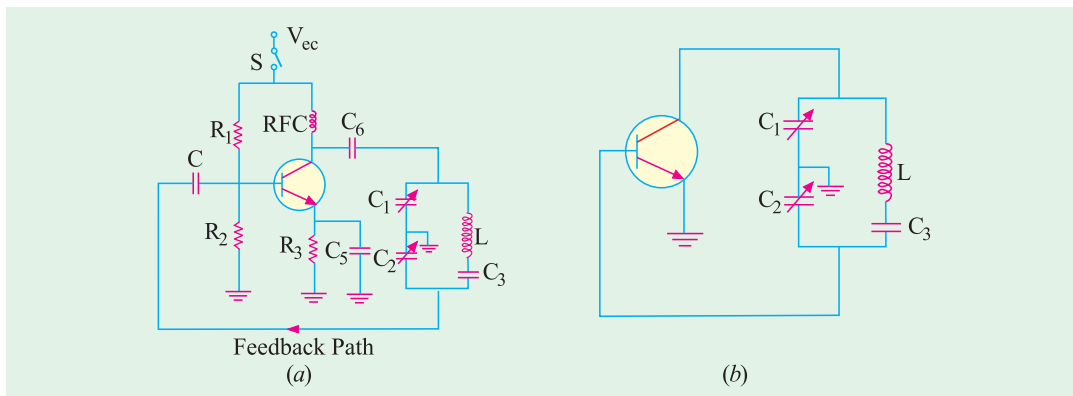 V_ec
S
R_1
RFC
C_6
C
C_1
R_2
R_3
C_5
C_2
L
C_3
Feedback Path
(a)
C_1
C_2
L
C_3
(b)